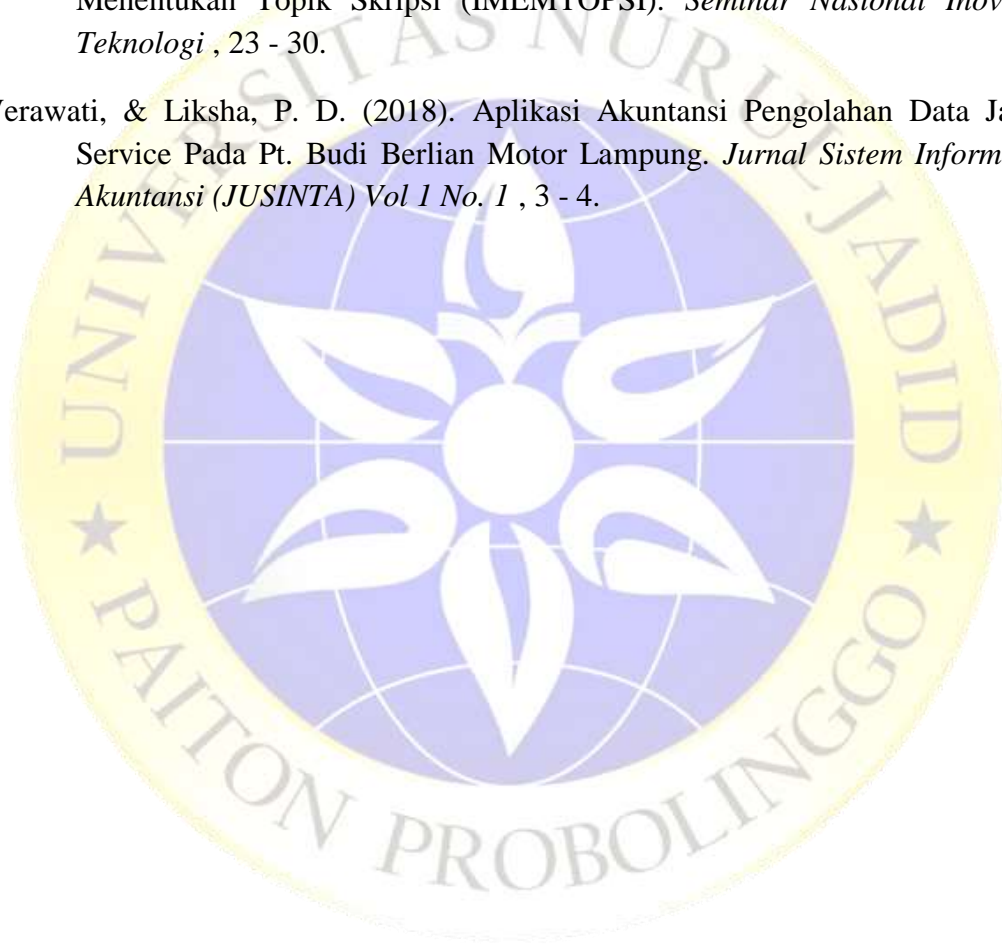 Menentukan Topik Skripsi (IMEMTOPSI). Seminar Nasional Inov
Teknologi , 23 - 30.
erawati, & Liksha, P. D. (2018). Aplikasi Akuntansi Pengolahan Data Ja
Service Pada Pt. Budi Berlian Motor Lampung. Jurnal Sistem Inform
Akuntansi (JUSINTA) Vol 1 No. 1 , 3 - 4.
UNIVERSITAS NURUL JADID
PAITON PROBOLINGGO